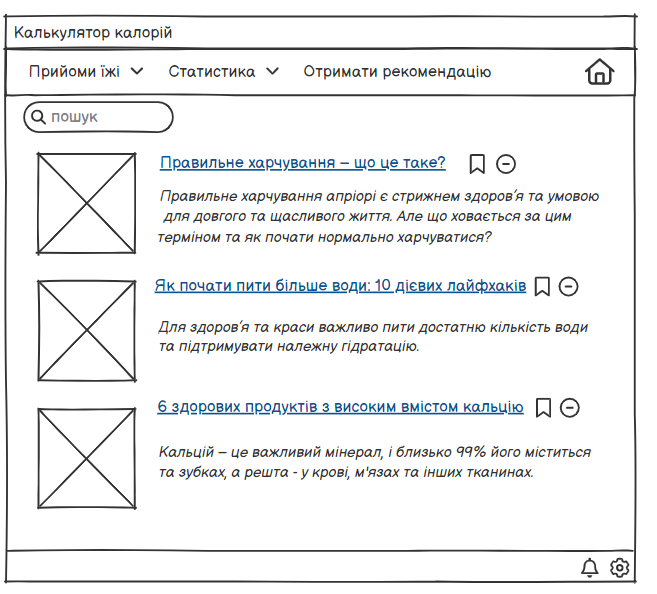 Калькулятор калорій
Прийоми їжі Статистика Отримати рекомендацію
пошук
Правильне харчування – що це таке?
Правильне харчування апріорі є стрижнем здоров'я та умовою
для довгого та щасливого життя. Але що ховається за цим
терміном та як почати нормально харчуватися?
Як почати пити більше води: 10 дієвих лайфхаків
Для здоров'я та краси важливо пити достатню кількість води
та підтримувати належну гідратацію.
6 здорових продуктів з високим вмістом кальцію
Кальцій – це важливий мінерал, і близько 99% його міститься
та зубках, а решта - у крові, м'язах та інших тканинах.